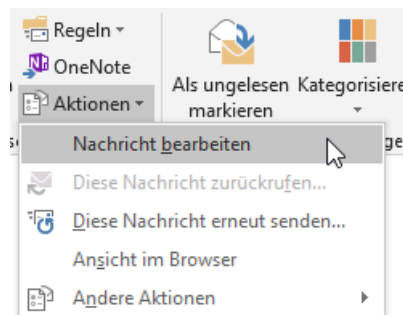 Regeln
OneNote
Aktionen
Als ungelesen
markieren
Kategorisiere
Nachricht bearbeiten
Diese Nachricht zurückrufen...
Diese Nachricht erneut senden...
Ansicht im Browser
Andere Aktionen